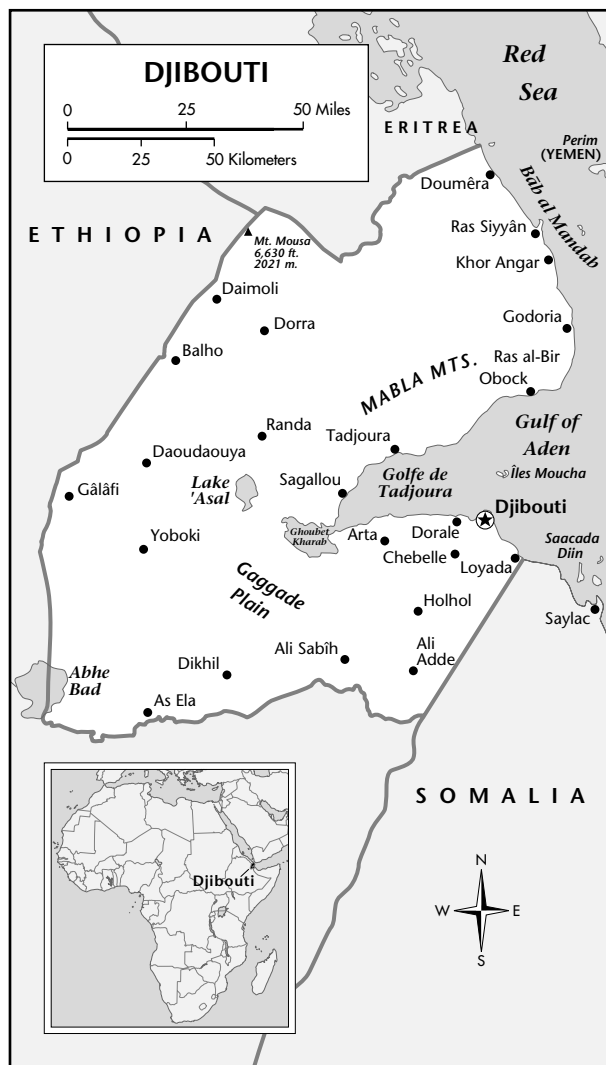 DJIBOUTI
0 25 50 Miles
0 25 50 Kilometers
Red
Sea
ERITREA
Perim
(YEMEN)
Bāb al Mandab
Doumêra
ETHIOPIA
Mt. Mousa
6,630 ft.
2021 m.
Ras Siyyân
Khor Angar
Daimoli
Dorra
Godoria
Balho
MABLA MTS.
Ras al-Bir
Obock
Randa
Tadjoura
Gulf of
Aden
Daoudaouya
Lake
'Asal
Sagallou
Golfe de
Tadjoura
Îles Moucha
Gâlâfi
Djibouti
Ghoubet
Kharab
Arta
Dorale
Yoboki
Chebelle
Loyada
Saacada
Diin
Gaggade
Plain
Holhol
Saylac
Ali Sabîh
Ali
Adde
Abhe
Bad
Dikhil
As Ela
SOMALIA
Djibouti
N
W E
S